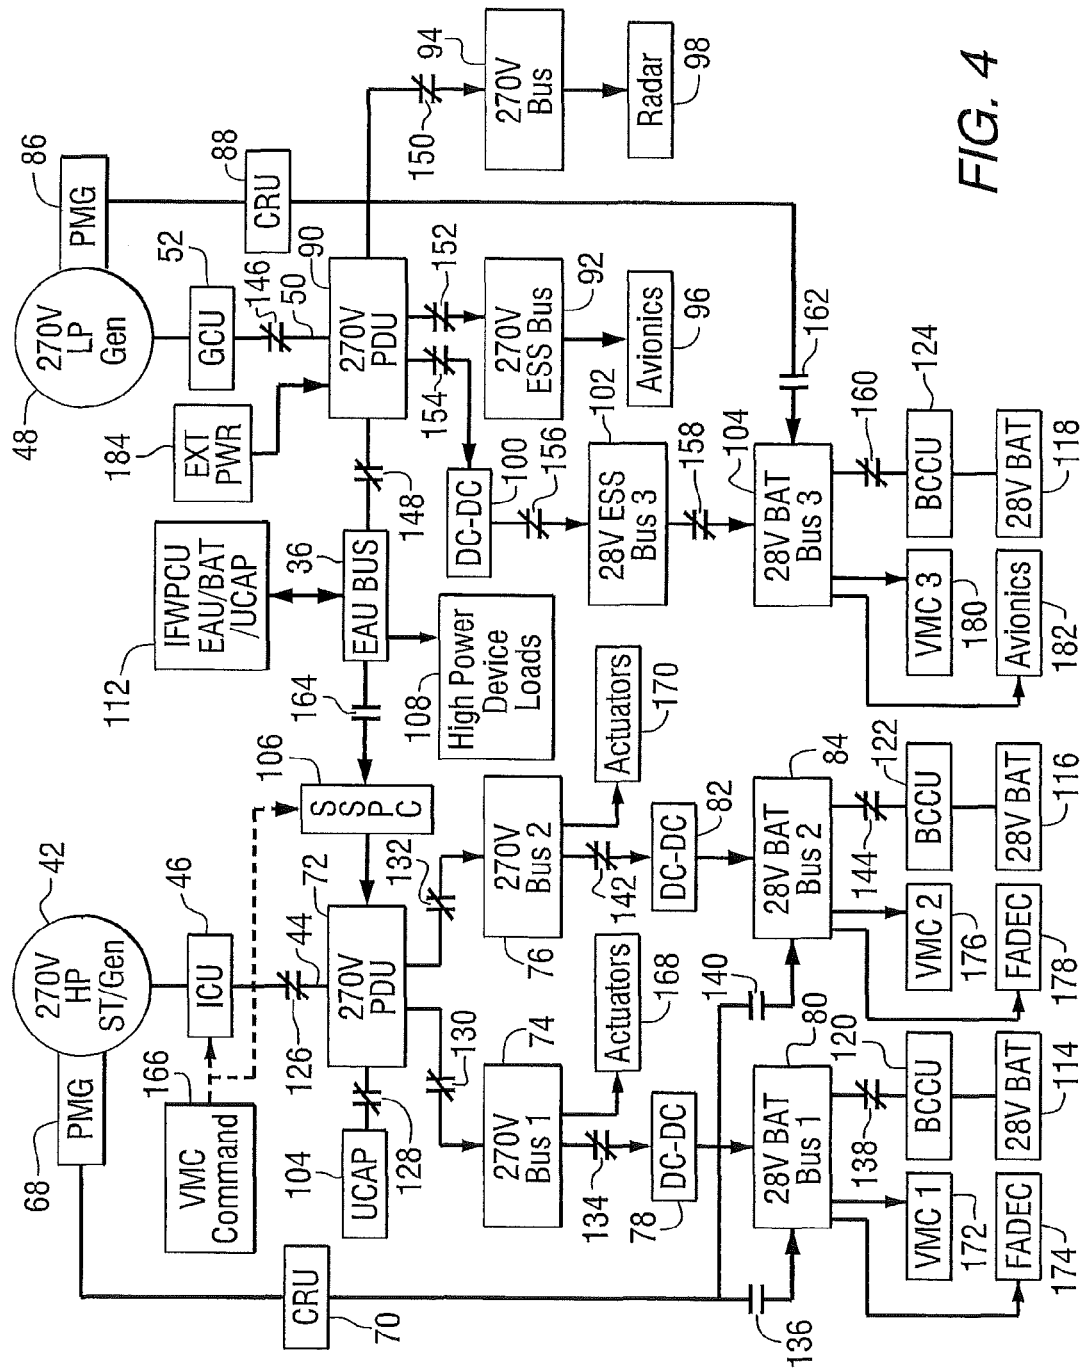 42
270V
HP
ST/Gen
68
PMG
46
ICU
166
VMC
Command
126
44
106
S
S
P
C
164
72
270V
PDU
104
UCAP
128
130
132
CRU
70
74
270V
Bus 1
76
270V
Bus 2
134
Actuators
168
142
Actuators
170
78
DC-DC
82
DC-DC
136
140
80
28V BAT
Bus 1
84
28V BAT
Bus 2
138
120
BCCU
VMC 1
172
FADEC
174
28V BAT
114
144
122
BCCU
VMC 2
176
FADEC
178
28V BAT
116
48
270V
LP
Gen
86
PMG
52
GCU
146
50
88
CRU
184
EXT
PWR
112
IFWPCU
EAU/BAT
/UCAP
36
EAU BUS
148
90
270V
PDU
108
High Power
Device
Loads
154
152
150
94
270V
Bus
Radar
98
DC-DC
100
156
92
270V
ESS Bus
Avionics
96
102
28V ESS
Bus 3
158
162
104
28V BAT
Bus 3
160
124
BCCU
VMC 3
180
Avionics
182
28V BAT
118
FIG. 4